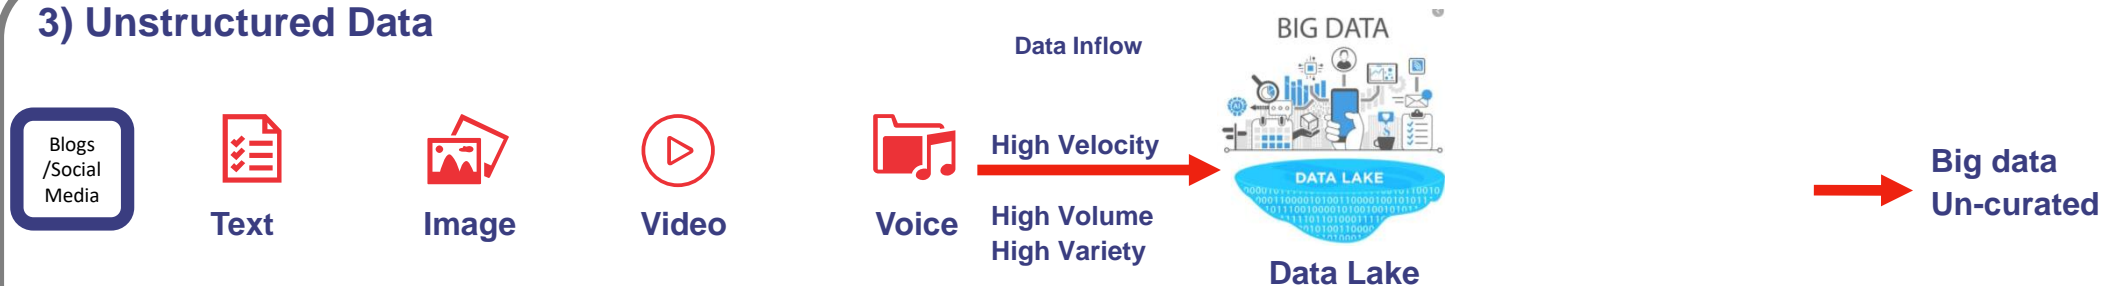 3) Unstructured Data
Blogs
/Social
Media
Text
Image
Video
Voice
Data Inflow
High Velocity
High Volume
High Variety
BIG DATA
AI
DATA LAKE
Data Lake
Big data
Un-curated